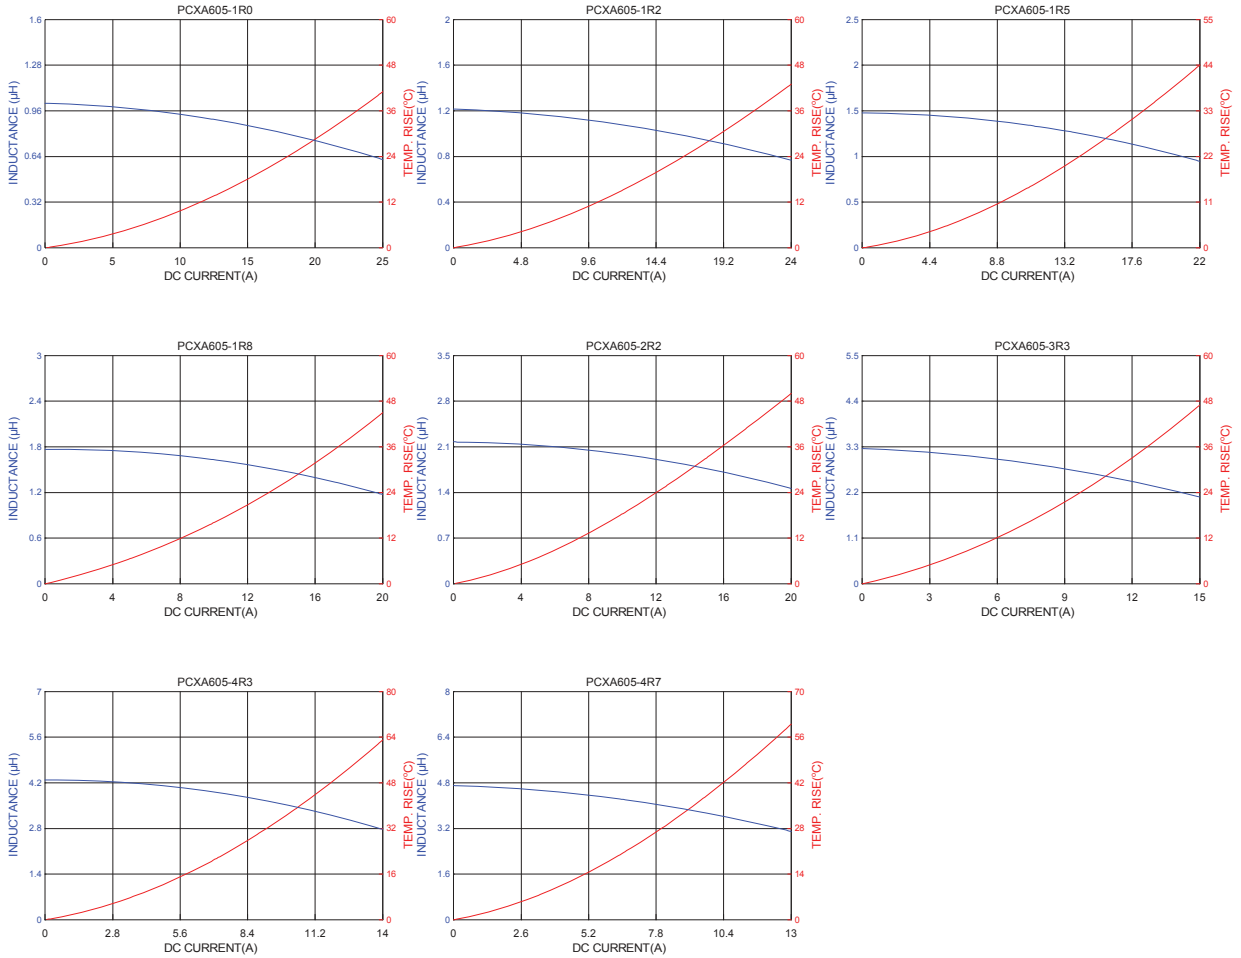 PCXA605-1R0
INDUCTANCE (µH)
1.6
1.28
0.96
0.64
0.32
0
60
48
36
24
12
0
TEMP. RISE(ºC)
0 5 10 15 20 25
DC CURRENT(A)
PCXA605-1R2
INDUCTANCE (µH)
2
1.6
1.2
0.8
0.4
0
60
48
36
24
12
0
TEMP. RISE(ºC)
0 4.8 9.6 14.4 19.2 24
DC CURRENT(A)
PCXA605-1R5
INDUCTANCE (µH)
2.5
2
1.5
1
0.5
0
55
44
33
22
11
0
TEMP. RISE(ºC)
0 4.4 8.8 13.2 17.6 22
DC CURRENT(A)
PCXA605-1R8
INDUCTANCE (µH)
3
2.4
1.8
1.2
0.6
0
60
48
36
24
12
0
TEMP. RISE(ºC)
0 4 8 12 16 20
DC CURRENT(A)
PCXA605-2R2
INDUCTANCE (µH)
3.5
2.8
2.1
1.4
0.7
0
60
48
36
24
12
0
TEMP. RISE(ºC)
0 4 8 12 16 20
DC CURRENT(A)
PCXA605-3R3
INDUCTANCE (µH)
5.5
4.4
3.3
2.2
1.1
0
60
48
36
24
12
0
TEMP. RISE(ºC)
0 3 6 9 12 15
DC CURRENT(A)
PCXA605-4R3
INDUCTANCE (µH)
7
5.6
4.2
2.8
1.4
0
80
64
48
32
16
0
TEMP. RISE(ºC)
0 2.8 5.6 8.4 11.2 14
DC CURRENT(A)
PCXA605-4R7
INDUCTANCE (µH)
8
6.4
4.8
3.2
1.6
0
70
56
42
28
14
0
TEMP. RISE(ºC)
0 2.6 5.2 7.8 10.4 13
DC CURRENT(A)